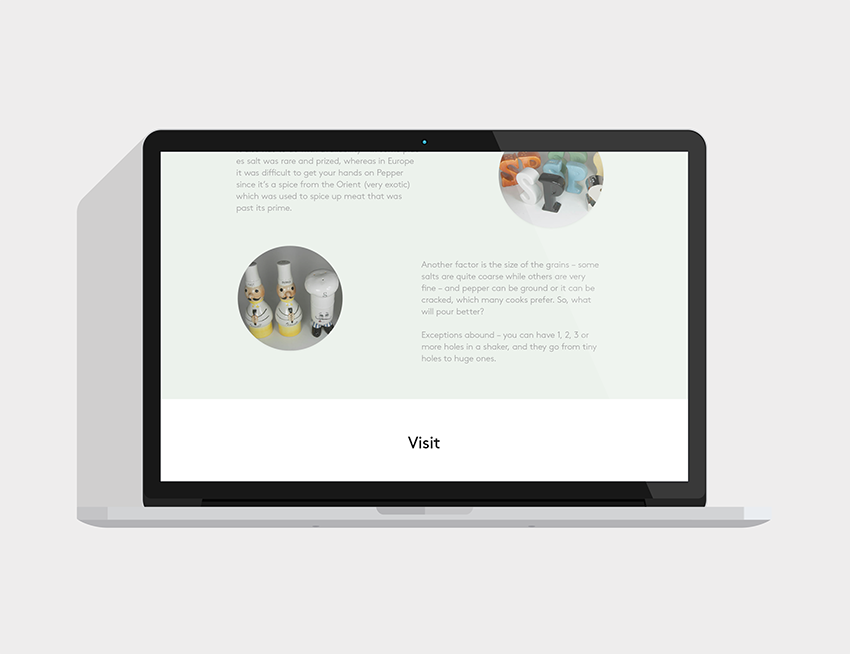 es salt was rare and prized, whereas in Europe
it was difficult to get your hands on Pepper
since it's a spice from the Orient (very exotic)
which was used to spice up meat that was
past its prime.
S P
Another factor is the size of the grains – some
salts are quite coarse while others are very
fine – and pepper can be ground or it can be
cracked, which many cooks prefer. So, what
will pour better?
Exceptions abound – you can have 1, 2, 3 or
more holes in a shaker, and they go from tiny
holes to huge ones.
Visit